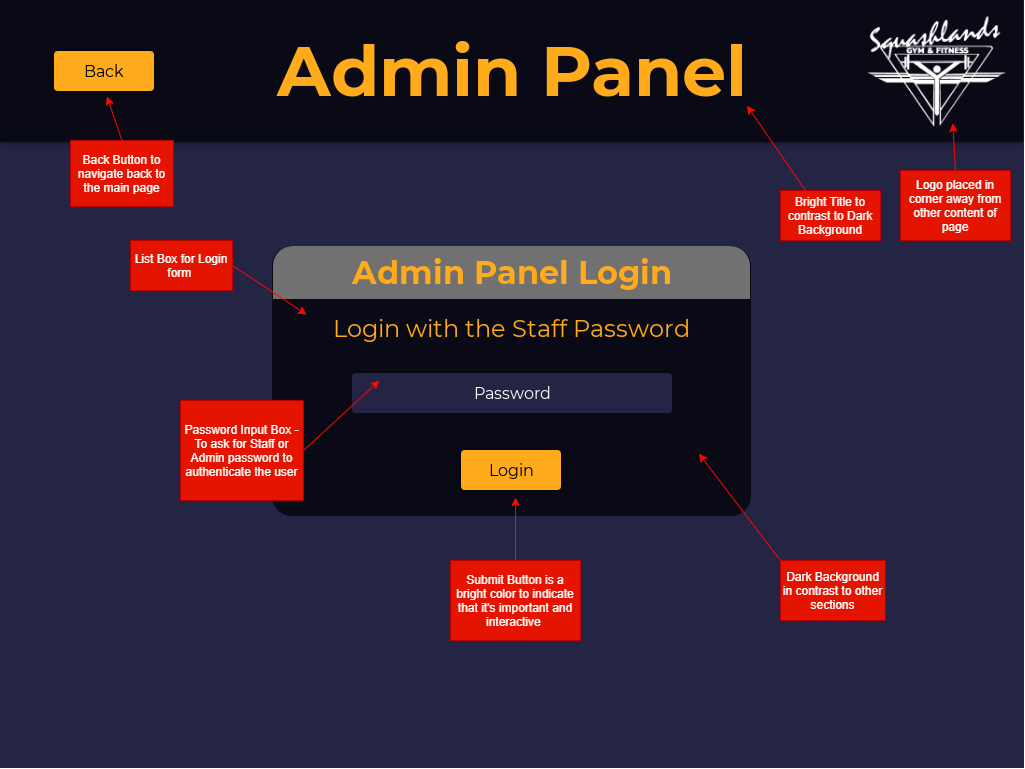 Back
Admin Panel
Squashlands
GYM & FITNESS
Back Button to
navigate back to
the main page
Bright Title to
contrast to Dark
Background
Logo placed in
corner away from
other content of
page
List Box for Login
form
Admin Panel Login
Login with the Staff Password
Password
Password Input Box -
To ask for Staff or
Admin password to
authenticate the user
Login
Submit Button is a
bright color to indicate
that it's important and
interactive
Dark Background
in contrast to other
sections